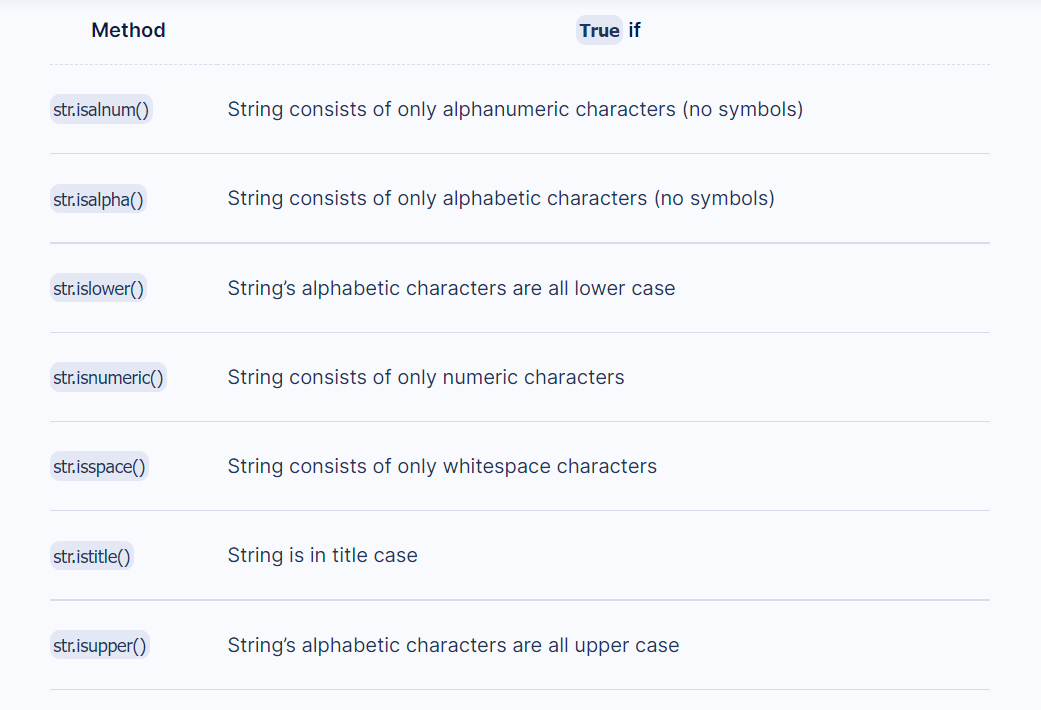 Method True if
str.isalnum() String consists of only alphanumeric characters (no symbols)
str.isalpha() String consists of only alphabetic characters (no symbols)
str.islower() String’s alphabetic characters are all lower case
str.isnumeric() String consists of only numeric characters
str.isspace() String consists of only whitespace characters
str.istitle() String is in title case
str.isupper() String’s alphabetic characters are all upper case